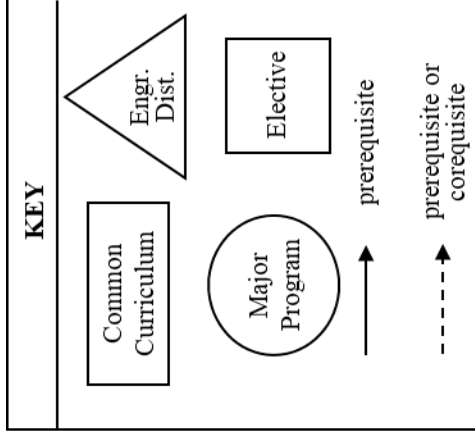 KEY
Common
Curriculum
Engr.
Dist.
Major
Program
Elective
prerequisite
prerequisite or
corequisite